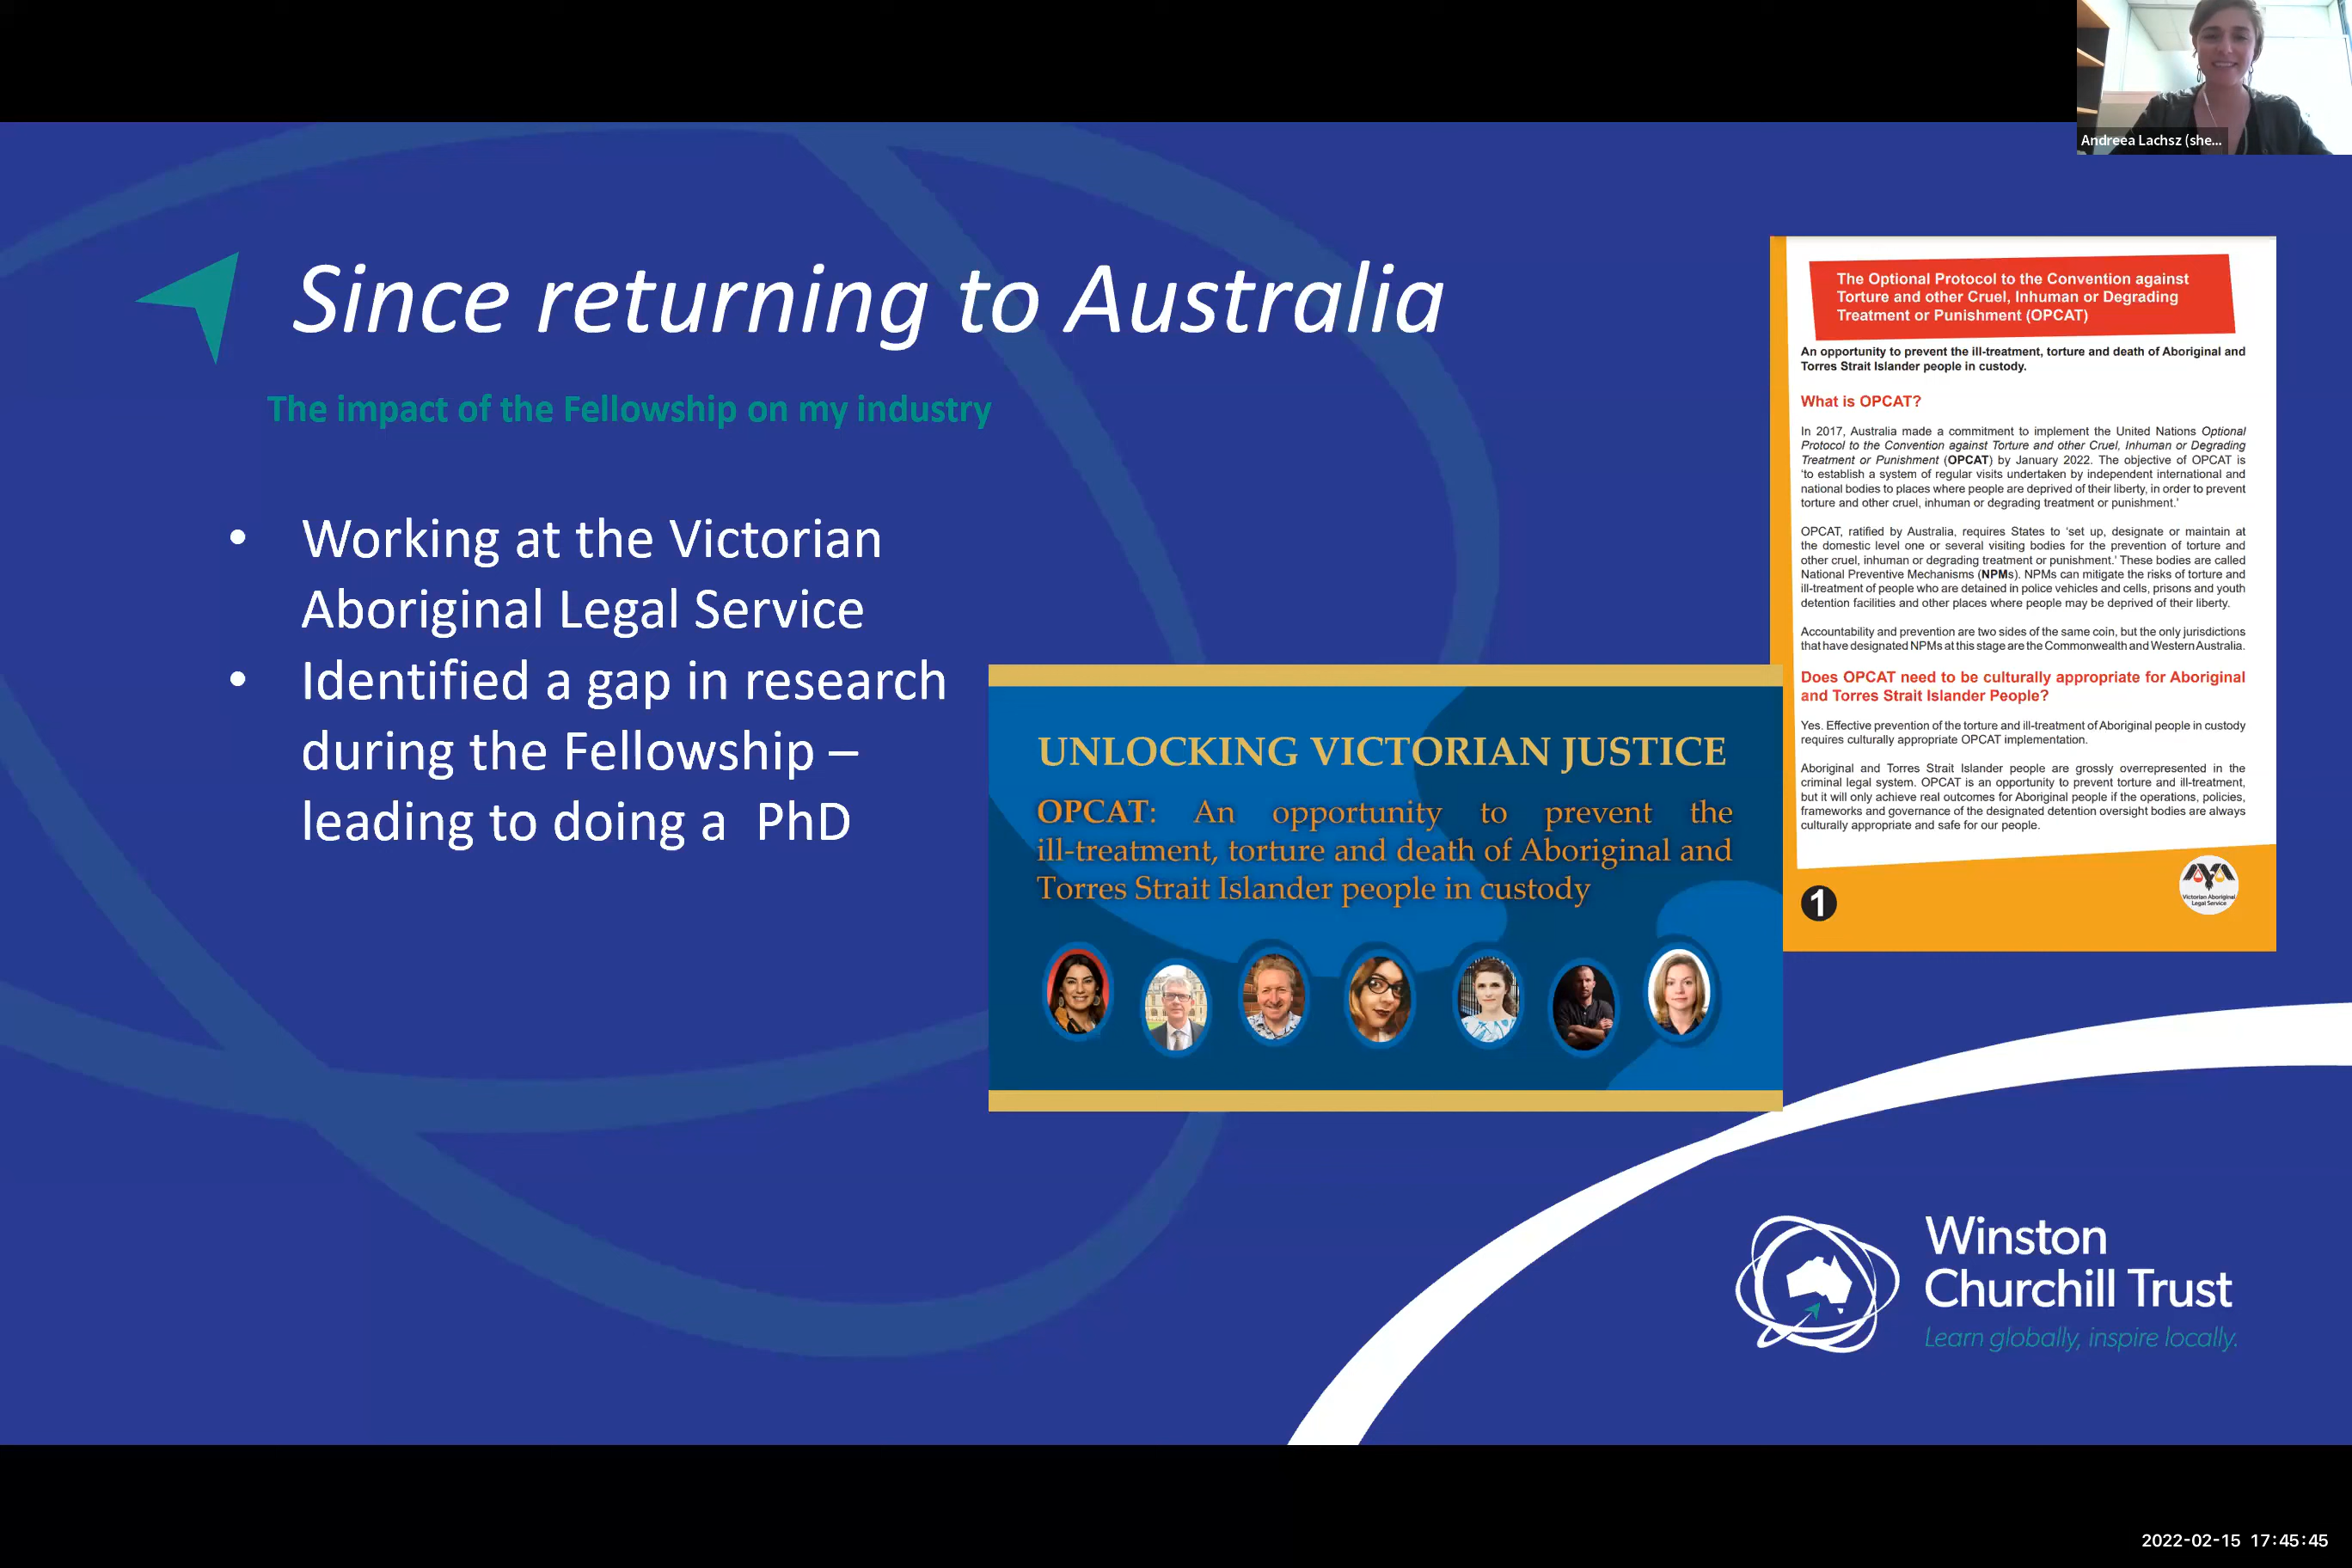 Andreea Lachsz (she...
Since returning to Australia
The impact of the Fellowship on my industry
• Working at the Victorian
Aboriginal Legal Service
• Identified a gap in research
during the Fellowship –
leading to doing a PhD
UNLOCKING VICTORIAN JUSTICE
OPCAT: An opportunity to prevent the
ill-treatment, torture and death of Aboriginal and
Torres Strait Islander people in custody
The Optional Protocol to the Convention against
Torture and other Cruel, Inhuman or Degrading
Treatment or Punishment (OPCAT)
An opportunity to prevent the ill-treatment, torture and death of Aboriginal and
Torres Strait Islander people in custody.
What is OPCAT?
In 2017, Australia made a commitment to implement the United Nations Optional
Protocol to the Convention against Torture and other Cruel, Inhuman or Degrading
Treatment or Punishment (OPCAT) by January 2022. The objective of OPCAT is
'to establish a system of regular visits undertaken by independent international and
national bodies to places where people are deprived of their liberty, in order to prevent
torture and other cruel, inhuman or degrading treatment or punishment.'
OPCAT, ratified by Australia, requires States to 'set up, designate or maintain at
the domestic level one or several visiting bodies for the prevention of torture and
other cruel, inhuman or degrading treatment or punishment.' These bodies are called
National Preventive Mechanisms (NPMs). NPMs can mitigate the risks of torture and
ill-treatment of people who are detained in police vehicles and cells, prisons and youth
detention facilities and other places where people may be deprived of their liberty.
Accountability and prevention are two sides of the same coin, but the only jurisdictions
that have designated NPMs at this stage are the Commonwealth and Western Australia.
Does OPCAT need to be culturally appropriate for Aboriginal
and Torres Strait Islander People?
Yes. Effective prevention of the torture and ill-treatment of Aboriginal people in custody
requires culturally appropriate OPCAT implementation.
Aboriginal and Torres Strait Islander people are grossly overrepresented in the
criminal legal system. OPCAT is an opportunity to prevent torture and ill-treatment,
but it will only achieve real outcomes for Aboriginal people if the operations, policies,
frameworks and governance of the designated detention oversight bodies are always
culturally appropriate and safe for our people.
1
Victorian Aboriginal
Legal Service
Winston
Churchill Trust
Learn globally, inspire locally.
2022-02-15 17:45:45